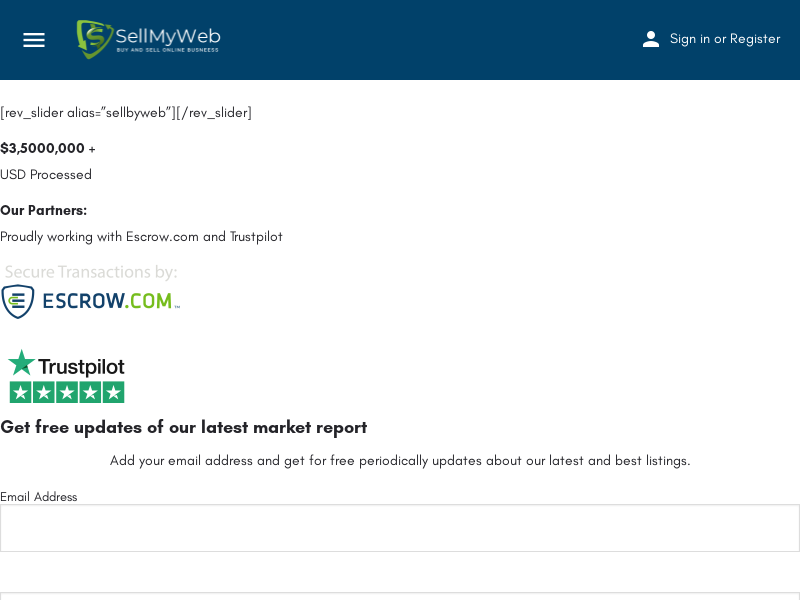 SellMyWeb
BUY AND SELL ONLINE BUSNEESS
Sign in or Register
[rev_slider alias=”sellbyweb”][/rev_slider]
$3,5000,000 +
USD Processed
Our Partners:
Proudly working with Escrow.com and Trustpilot
Secure Transactions by:
ESCROW.COM™
Trustpilot
Get free updates of our latest market report
Add your email address and get for free periodically updates about our latest and best listings.
Email Address